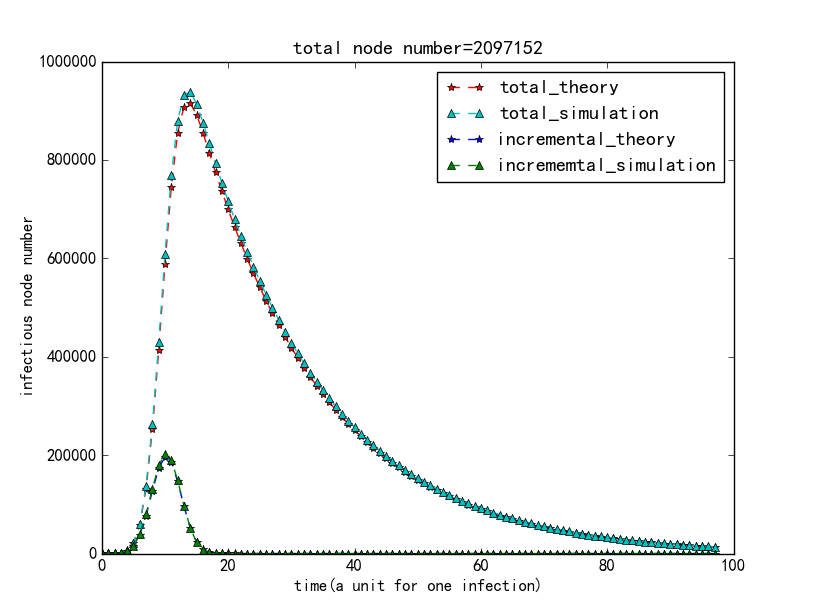 total node number=2097152
infectious node number
1000000
800000
600000
400000
200000
0
total_theory
total_simulation
incremental_theory
incrememtal_simulation
0 20 40 60 80 100
time(a unit for one infection)